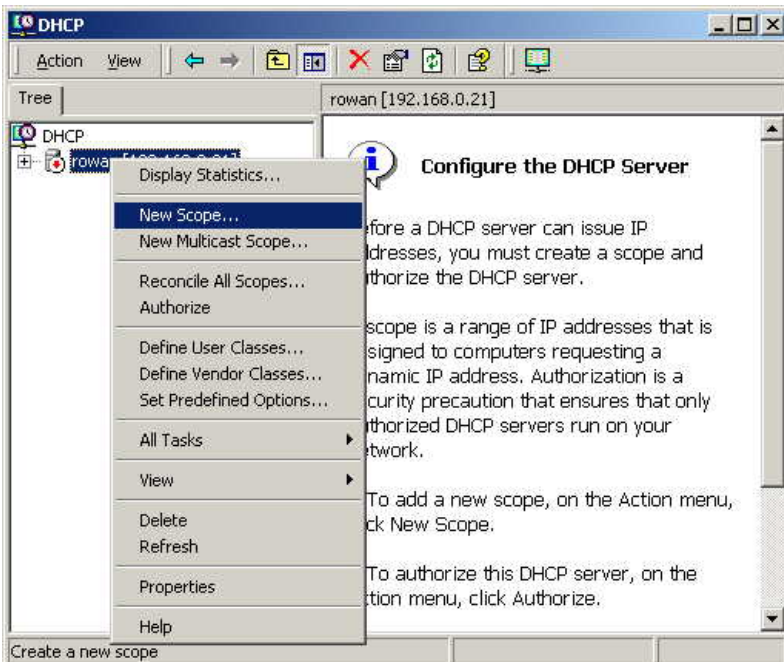 DHCP
Action View
Tree
rowan [192.168.0.21]
DHCP
Display Statistics...
New Scope...
New Multicast Scope...
Reconcile All Scopes...
Authorize
Define User Classes...
Define Vendor Classes...
Set Predefined Options...
All Tasks
View
Delete
Refresh
Properties
Help
Configure the DHCP Server
fore a DHCP server can issue IP
dresses, you must create a scope and
thorize the DHCP server.
scope is a range of IP addresses that is
signed to computers requesting a
namic IP address. Authorization is a
curity precaution that ensures that only
thorized DHCP servers run on your
twork.
To add a new scope, on the Action menu,
ck New Scope.
To authorize this DHCP server, on the
tion menu, click Authorize.
Create a new scope